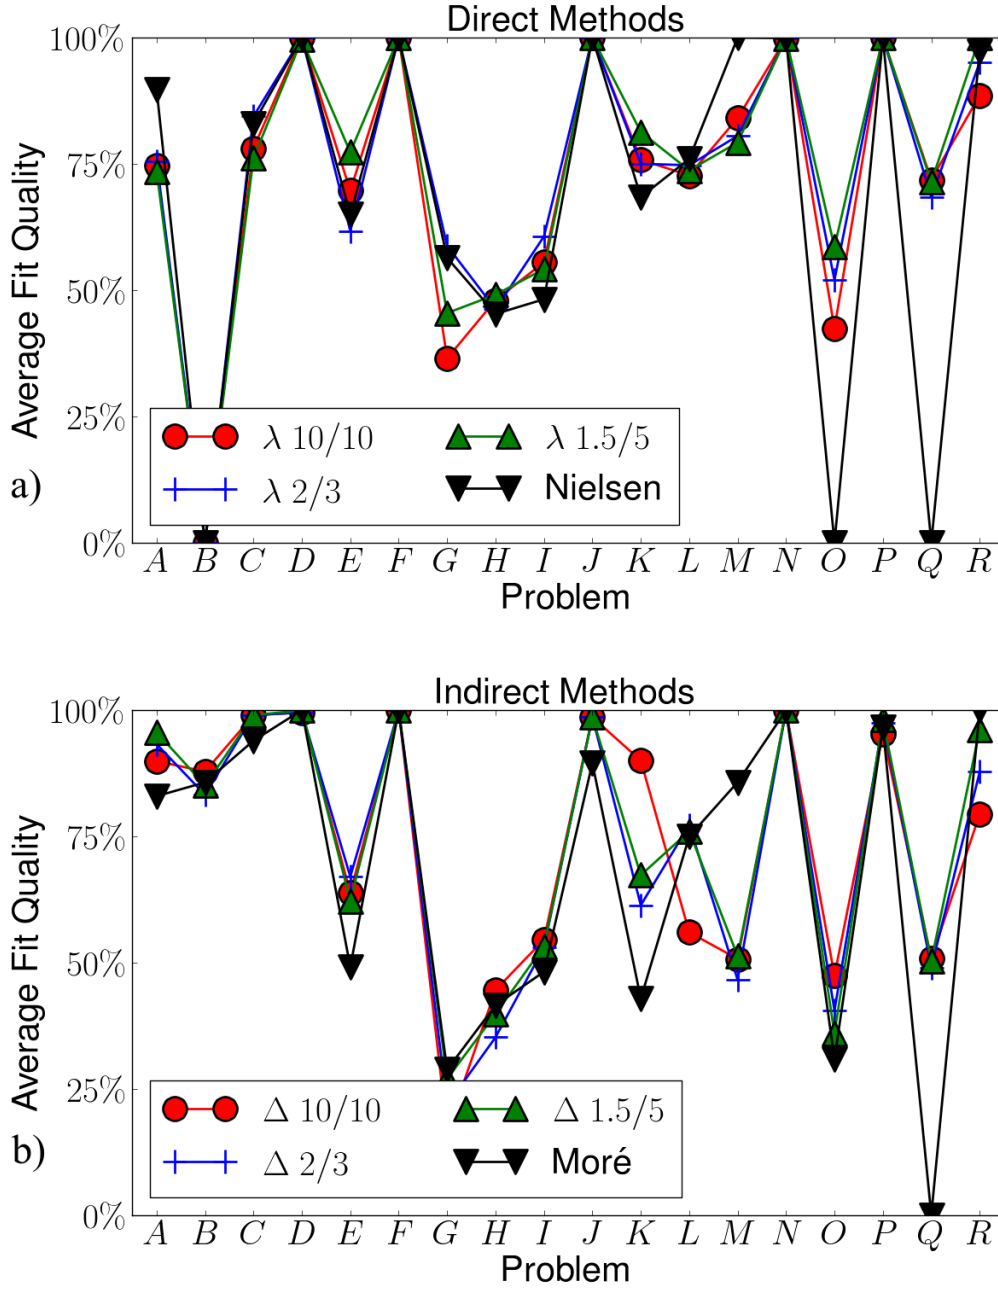 Direct Methods
100%
75%
50%
25%
0%
Average Fit Quality
a)
λ 10/10
λ 1.5/5
λ 2/3
Nielsen
A B C D E F G H I J K L M N O P Q R
Problem
Indirect Methods
100%
75%
50%
25%
0%
Average Fit Quality
b)
Δ 10/10
Δ 1.5/5
Δ 2/3
Moré
A B C D E F G H I J K L M N O P Q R
Problem